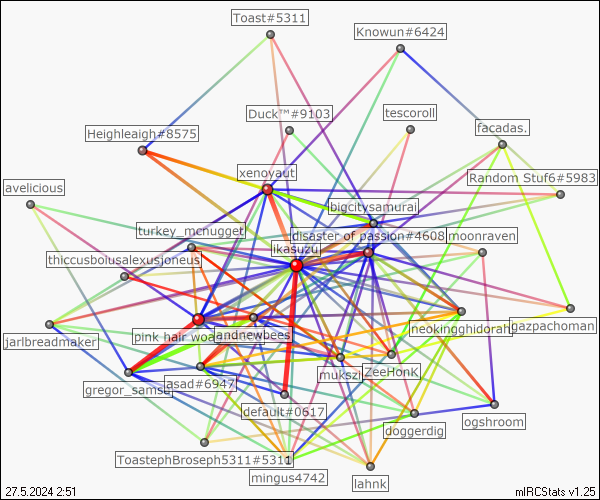 Toast#5311
Knowun#6424
Duck™#9103
tescoroll
Heighleaigh#8575
facadas.
xenoyaut
Random Stuf6#5983
avelicious
bigcitysamurai
turkey_mcnugget
disaster of passion#4608
moonraven
ikasuzu
thiccusbolusalexusjoneus
jarlbreadmaker
pink hair woa
andnewbees
neokingghidorah
gazpachoman
gregor_samsa
asad#6947
mukszi
ZeeHonK
default#0617
doggerdig
ogshroom
ToastephBroseph5311#5311
mingus4742
lahnk
27.5.2024 2:51
mIRCStats v1.25